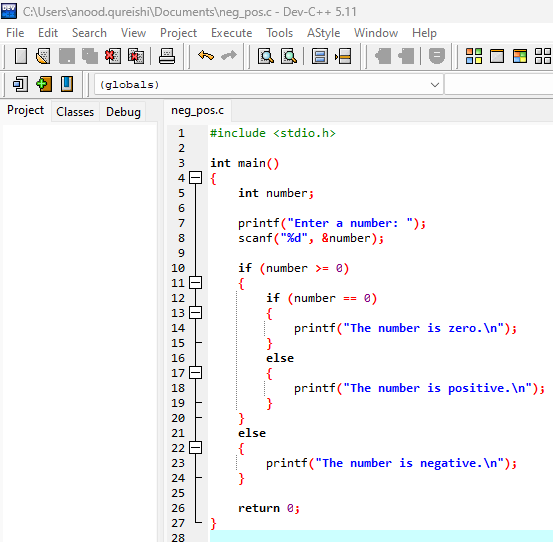 C:\Users\anood.qureishi\Documents\neg_pos.c - Dev-C++ 5.11
File Edit Search View Project Execute Tools AStyle Window Help
(globals)
Project Classes Debug
neg_pos.c
1 #include <stdio.h>
2
3 int main()
4 {
5     int number;
6
7     printf("Enter a number: ");
8     scanf("%d", &number);
9
10     if (number >= 0)
11     {
12         if (number == 0)
13         {
14             printf("The number is zero.\n");
15         }
16         else
17         {
18             printf("The number is positive.\n");
19         }
20     }
21     else
22     {
23         printf("The number is negative.\n");
24     }
25
26     return 0;
27 }
28